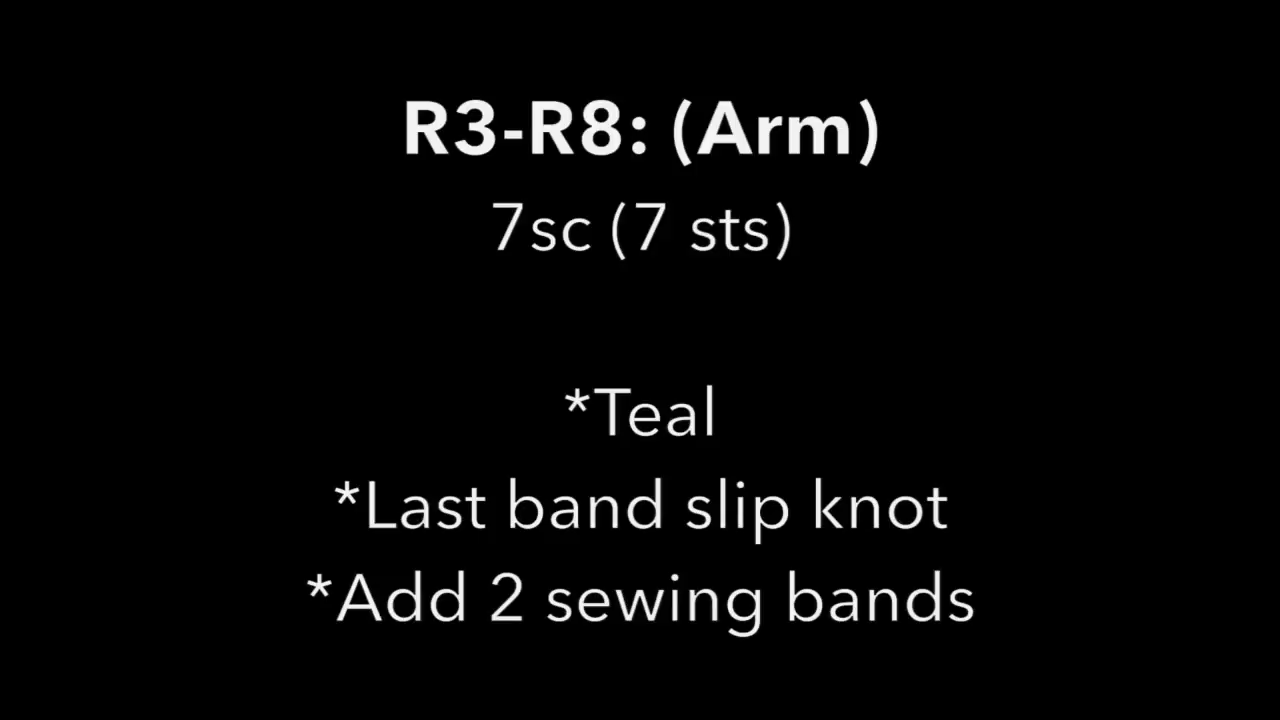 R3-R8: (Arm)
7sc (7 sts)
*Teal
*Last band slip knot
*Add 2 sewing bands